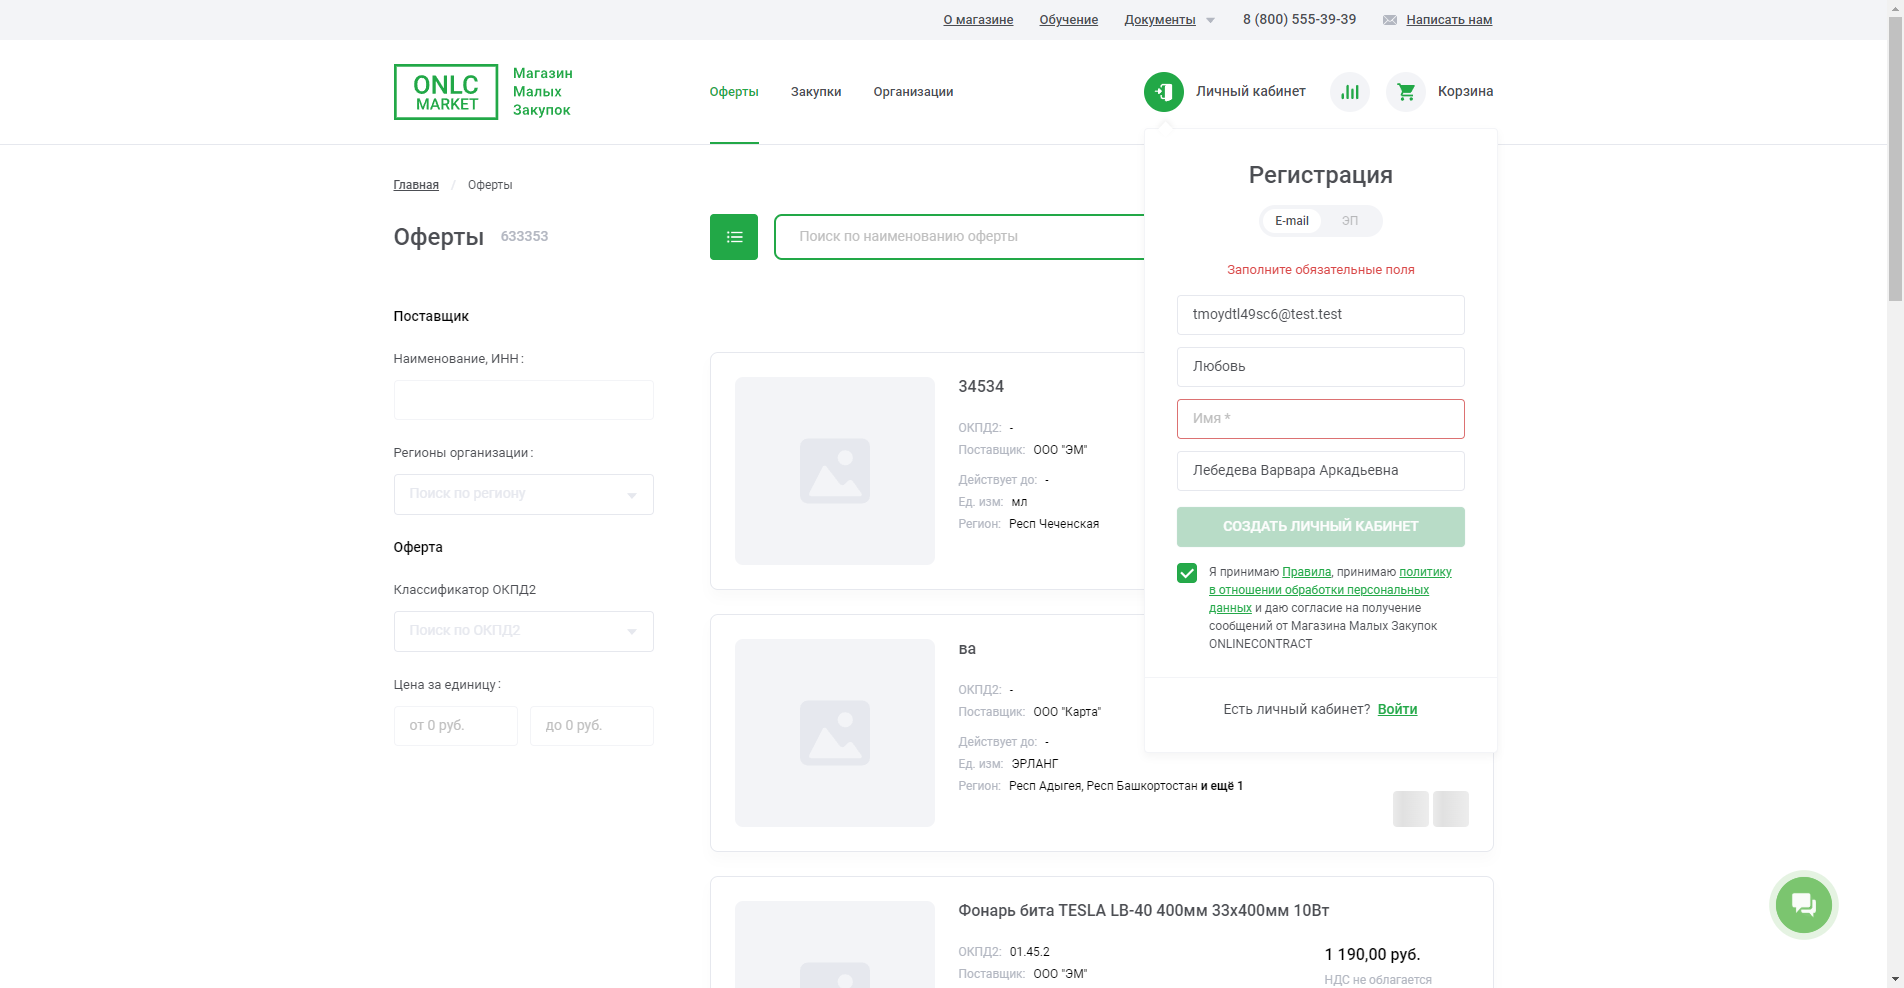 О магазине
Обучение
Документы
8 (800) 555-39-39
Написать нам
ONLC
MARKET
Магазин
Малых
Закупок
Оферты
Закупки
Организации
Личный кабинет
Корзина
Главная / Оферты
Оферты 633353
Поиск по наименованию оферты
Поставщик
Наименование, ИНН:
Регионы организации:
Поиск по региону
Оферта
Классификатор ОКПД2
Поиск по ОКПД2
Цена за единицу:
от 0 руб.
до 0 руб.
34534
ОКПД2: -
Поставщик: ООО "ЭМ"
Действует до: -
Ед. изм: мл
Регион: Респ Чеченская
ва
ОКПД2: -
Поставщик: ООО "Карта"
Действует до: -
Ед. изм: ЭРЛАНГ
Регион: Респ Адыгея, Респ Башкортостан и ещё 1
Фонарь бита TESLA LB-40 400мм 33х400мм 10Вт
ОКПД2: 01.45.2
Поставщик: ООО "ЭМ"
1 190,00 руб.
НДС не облагается
Регистрация
E-mail
ЭП
Заполните обязательные поля
tmoydtl49sc6@test.test
Любовь
Имя *
Лебедева Варвара Аркадьевна
СОЗДАТЬ ЛИЧНЫЙ КАБИНЕТ
Я принимаю Правила, принимаю политику
в отношении обработки персональных
данных и даю согласие на получение
сообщений от Магазина Малых Закупок
ONLINECONTRACT
Есть личный кабинет? Войти